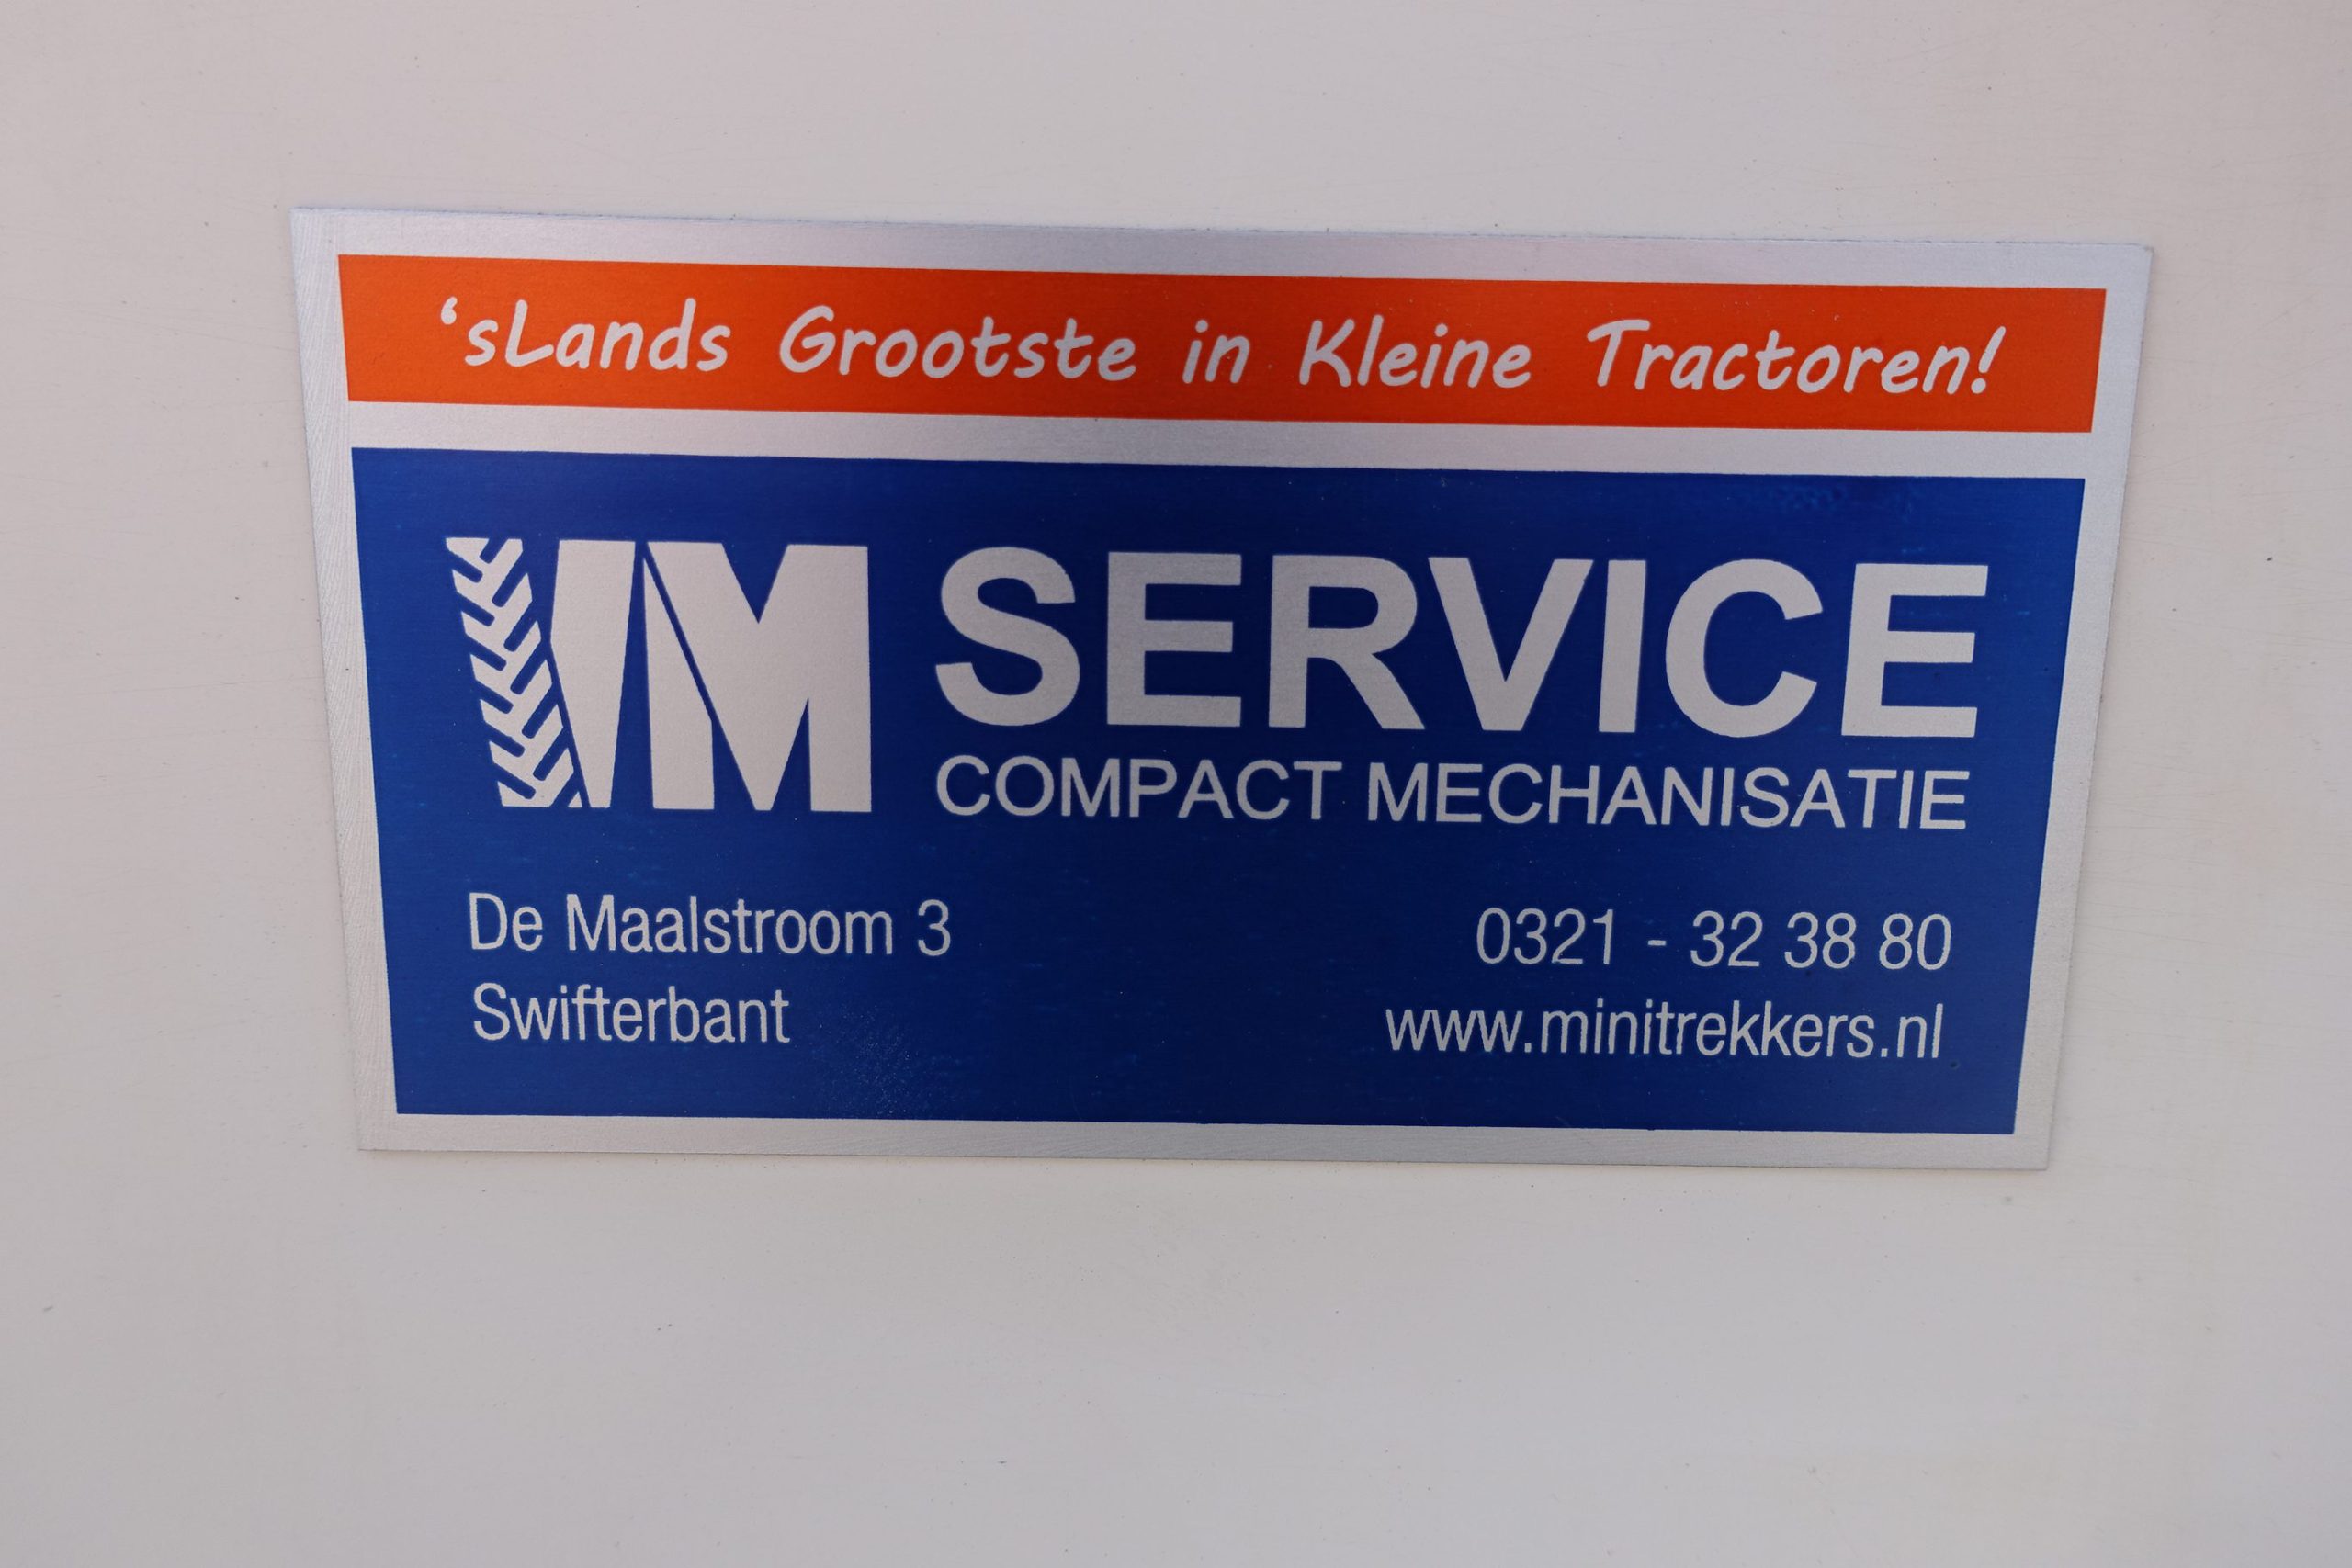 ‘sLands Grootste in Kleine Tractoren!
VM SERVICE
COMPACT MECHANISATIE
De Maalstroom 3
Swifterbant
0321 - 32 38 80
www.minitrekkers.nl